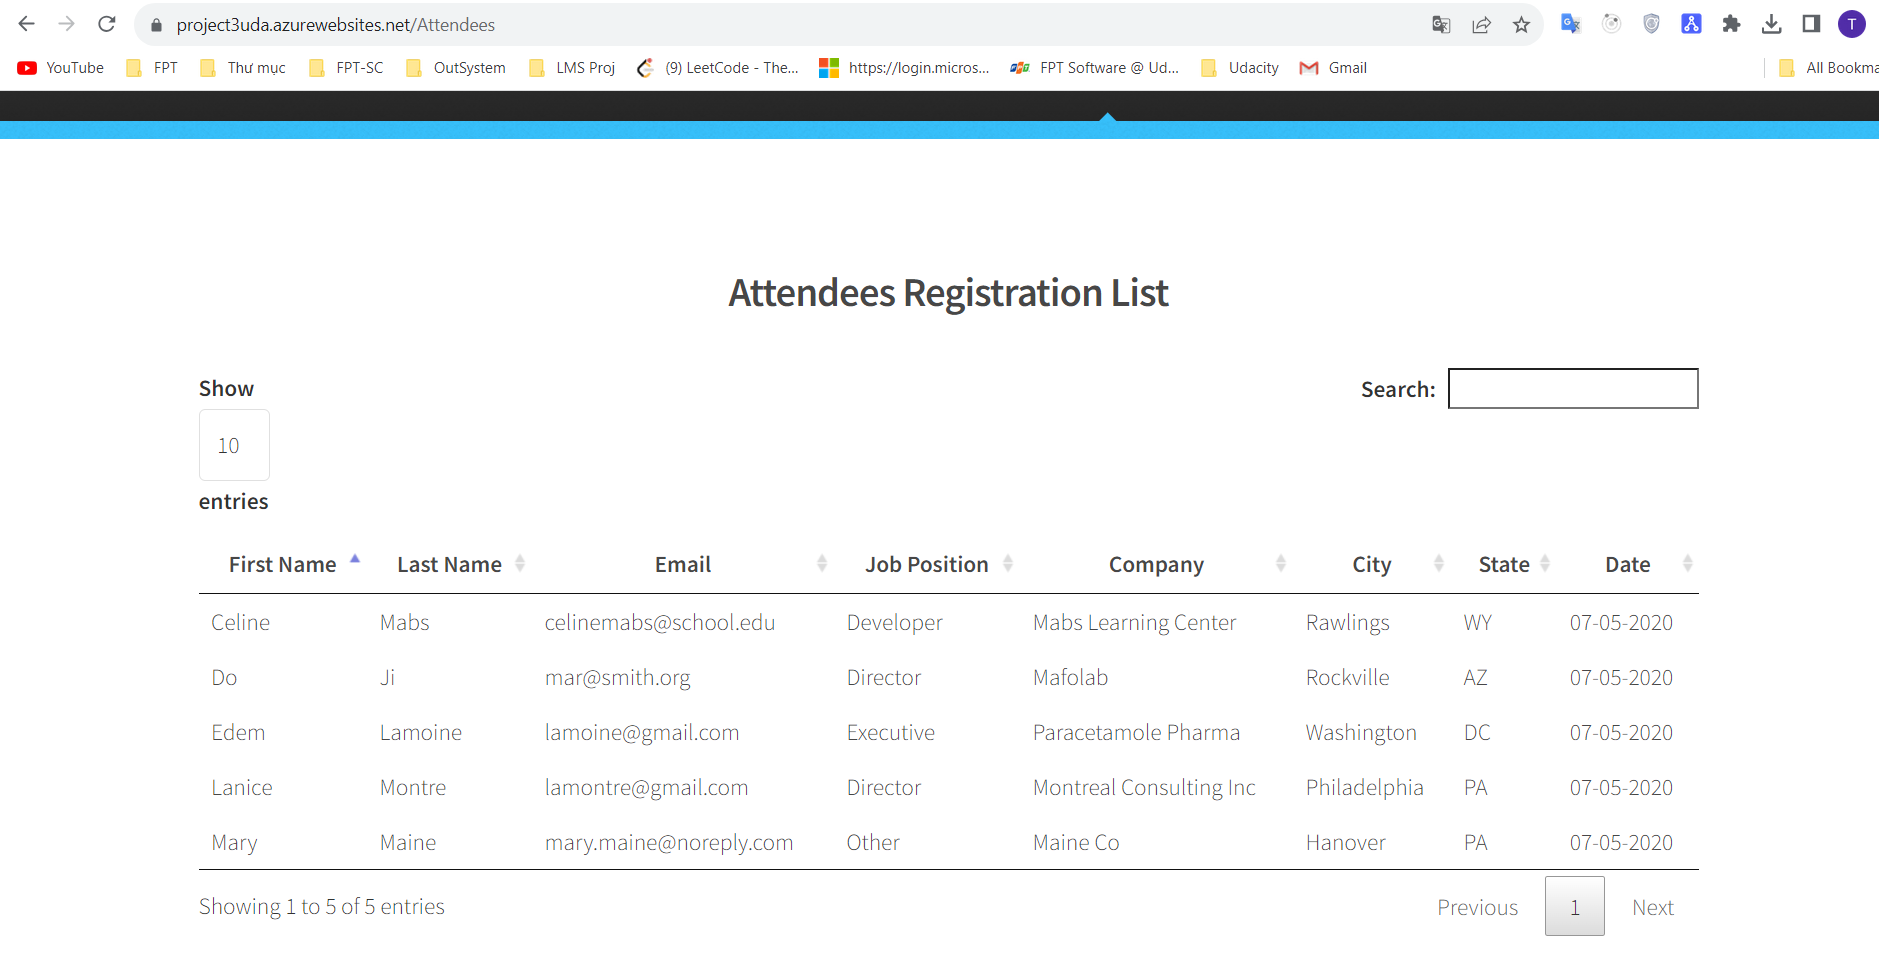 project3uda.azurewebsites.net/Attendees T
YouTube FPT Thư mục FPT-SC OutSystem LMS Proj (9) LeetCode - The... https://login.micros... FPT Software @ Ud... Udacity Gmail All Bookma
Attendees Registration List
Show Search:
10
entries
First Name Last Name Email Job Position Company City State Date
Celine Mabs celinemabs@school.edu Developer Mabs Learning Center Rawlings WY 07-05-2020
Do Ji mar@smith.org Director Mafolab Rockville AZ 07-05-2020
Edem Lamoine lamoine@gmail.com Executive Paracetamole Pharma Washington DC 07-05-2020
Lanice Montre lamontre@gmail.com Director Montreal Consulting Inc Philadelphia PA 07-05-2020
Mary Maine mary.maine@noreply.com Other Maine Co Hanover PA 07-05-2020
Showing 1 to 5 of 5 entries Previous 1 Next